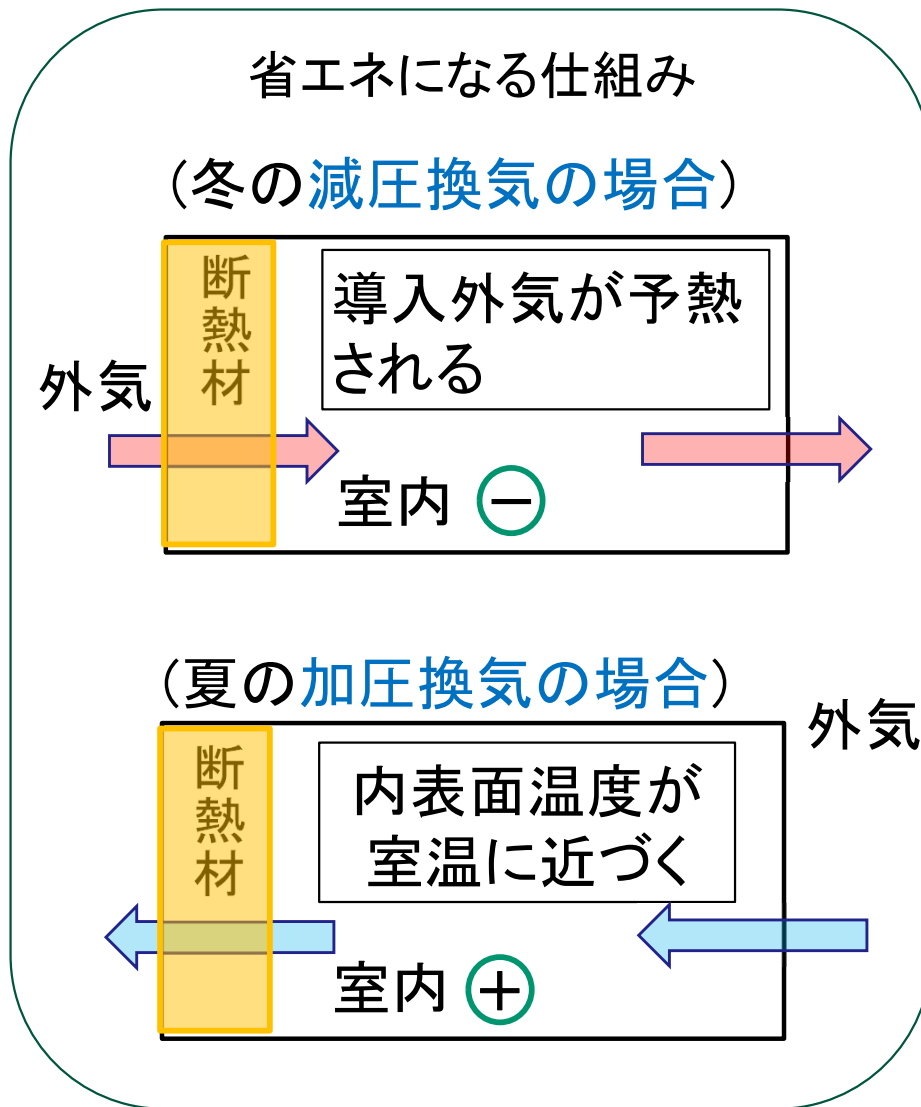 省エネになる仕組み
（冬の減圧換気の場合）
断熱材
導入外気が予熱
される
外気
室内 －
（夏の加圧換気の場合）
外気
断熱材
内表面温度が
室温に近づく
室内 ＋